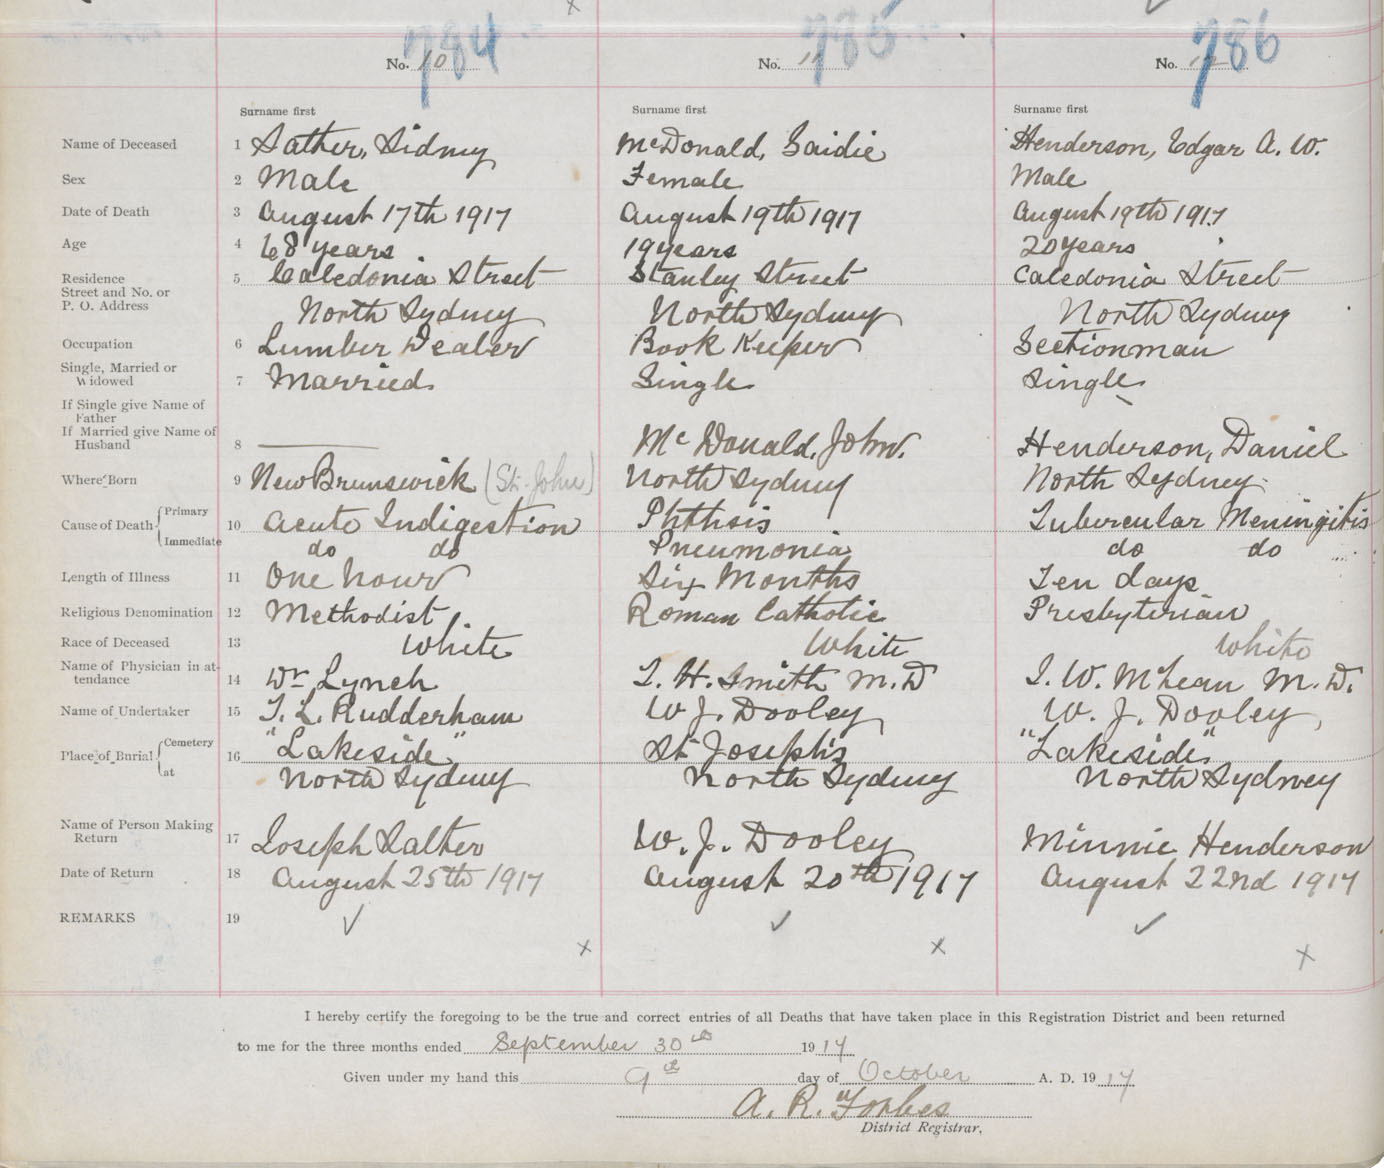 784 785 786
No. 10 No. 11 No. 12
Surname first Surname first Surname first
Name of Deceased 1 Salter, Sidney McDonald, Saidie Henderson, Edgar A. W.
Sex 2 Male Female Male
Date of Death 3 August 17th 1917 August 19th 1917 August 19th 1917
Age 4 68 years 19 years 20 years
Residence 5 Caledonia Street Stanley Street Caledonia Street
Street and No. or
P. O. Address North Sydney North Sydney North Sydney
Occupation 6 Lumber Dealer Book Keeper Sectionman
Single, Married or
Widowed 7 Married Single Single
If Single give Name of
Father
If Married give Name of
Husband 8 McDonald, John. Henderson, Daniel
Where Born 9 New Brunswick (St. John) North Sydney North Sydney
Cause of Death { Primary 10 Acute Indigestion Phthsis Tubercular Meningitis
Immediate do do Pneumonia do do
Length of Illness 11 One hour Six Months Ten days
Religious Denomination 12 Methodist Roman Catholic Presbyterian
Race of Deceased 13 White White White
Name of Physician in at-
tendance 14 Dr Lynch T. H. Smith M. D J. W. McLean M. D.
Name of Undertaker 15 T. L. Rudderham W J. Dooley W. J. Dooley,
Place of Burial { Cemetery 16 "Lakeside" St Joseph's "Lakeside"
at North Sydney North Sydney North Sydney
Name of Person Making
Return 17 Joseph Salter W. J. Dooley Minnie Henderson
Date of Return 18 August 25th 1917 August 20th 1917 August 22nd 1917
REMARKS 19
I hereby certify the foregoing to be the true and correct entries of all Deaths that have taken place in this Registration District and been returned
to me for the three months ended September 30th 1917
Given under my hand this 9th day of October A. D. 1917
A. R. Forbes
District Registrar.